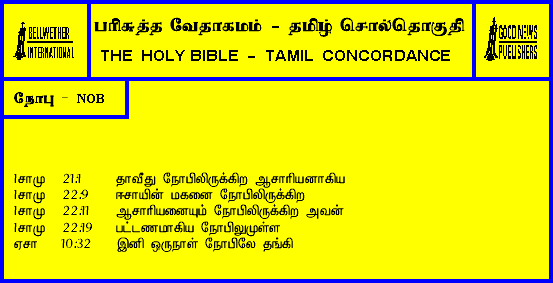 BELLWETHER
INTERNATIONAL
பரிசுத்த வேதாகமம் - தமிழ் சொல்தொகுதி
THE HOLY BIBLE - TAMIL CONCORDANCE
GOOD NEWS
PUBLISHERS
நோபு - NOB
1சாமு 21:1 தாவீது நோபிலிருக்கிற ஆசாரியனாகிய
1சாமு 22:9 ஈசாயின் மகனை நோபிலிருக்கிற
1சாமு 22:11 ஆசாரியனையும் நோபிலிருக்கிற அவன்
1சாமு 22:19 பட்டணமாகிய நோபிலுமுள்ள
ஏசா 10:32 இனி ஒருநாள் நோபிலே தங்கி